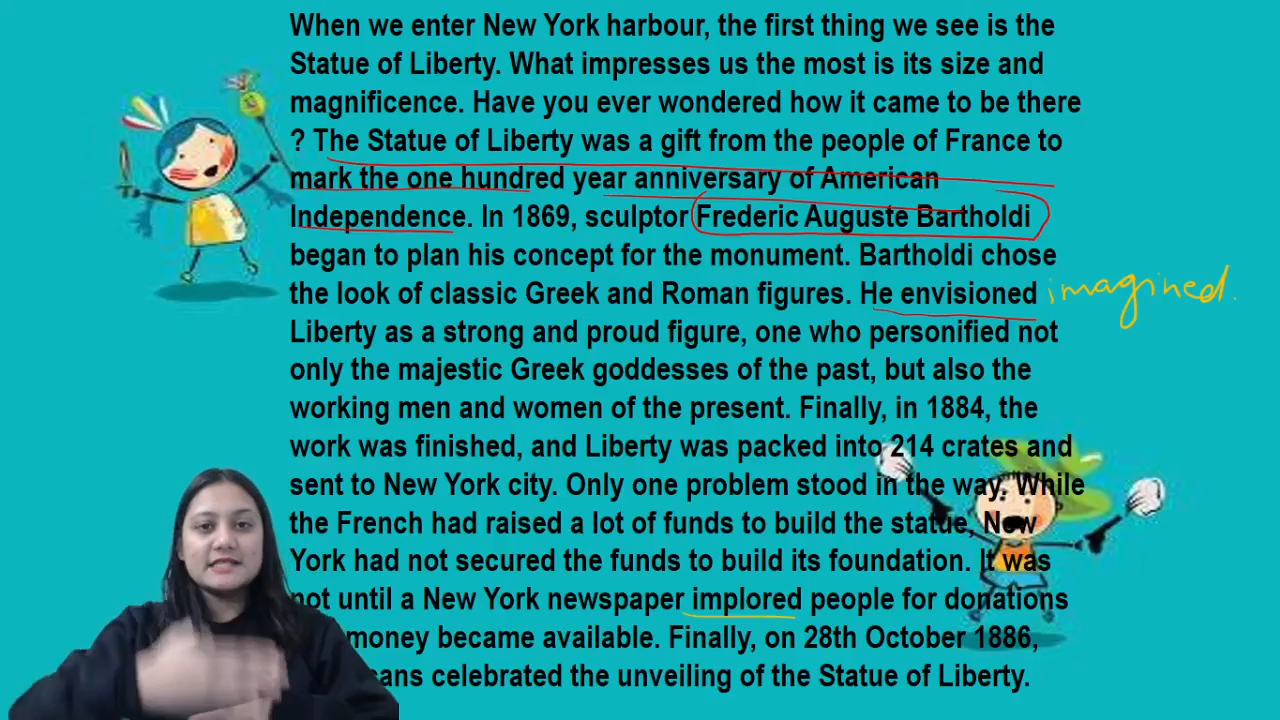 When we enter New York harbour, the first thing we see is the
Statue of Liberty. What impresses us the most is its size and
magnificence. Have you ever wondered how it came to be there
? The Statue of Liberty was a gift from the people of France to
mark the one hundred year anniversary of American
Independence. In 1869, sculptor Frederic Auguste Bartholdi
began to plan his concept for the monument. Bartholdi chose
the look of classic Greek and Roman figures. He envisioned imagined.
Liberty as a strong and proud figure, one who personified not
only the majestic Greek goddesses of the past, but also the
working men and women of the present. Finally, in 1884, the
work was finished, and Liberty was packed into 214 crates and
sent to New York city. Only one problem stood in the way. While
the French had raised a lot of funds to build the statue, New
York had not secured the funds to build its foundation. It was
not until a New York newspaper implored people for donations
money became available. Finally, on 28th October 1886,
celebrated the unveiling of the Statue of Liberty.